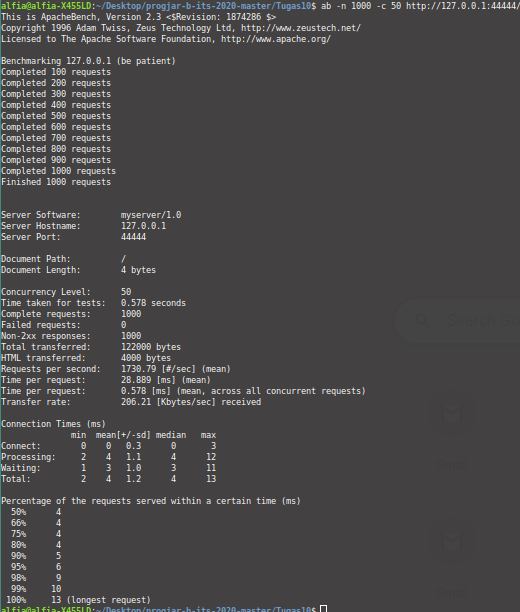 alfia@alfia-X455LD:~/Desktop/progjar-b-its-2020-master/Tugas10$ ab -n 1000 -c 50 http://127.0.0.1:44444/
This is ApacheBench, Version 2.3 <$Revision: 1874286 $>
Copyright 1996 Adam Twiss, Zeus Technology Ltd, http://www.zeustech.net/
Licensed to The Apache Software Foundation, http://www.apache.org/

Benchmarking 127.0.0.1 (be patient)
Completed 100 requests
Completed 200 requests
Completed 300 requests
Completed 400 requests
Completed 500 requests
Completed 600 requests
Completed 700 requests
Completed 800 requests
Completed 900 requests
Completed 1000 requests
Finished 1000 requests


Server Software:        myserver/1.0
Server Hostname:        127.0.0.1
Server Port:            44444

Document Path:          /
Document Length:        4 bytes

Concurrency Level:      50
Time taken for tests:   0.578 seconds
Complete requests:      1000
Failed requests:        0
Non-2xx responses:      1000
Total transferred:      122000 bytes
HTML transferred:       4000 bytes
Requests per second:    1730.79 [#/sec] (mean)
Time per request:       28.889 [ms] (mean)
Time per request:       0.578 [ms] (mean, across all concurrent requests)
Transfer rate:          206.21 [Kbytes/sec] received

Connection Times (ms)
              min  mean[+/-sd] median   max
Connect:        0    0   0.3      0       3
Processing:     2    4   1.1      4      12
Waiting:        1    3   1.0      3      11
Total:          2    4   1.2      4      13

Percentage of the requests served within a certain time (ms)
  50%      4
  66%      4
  75%      4
  80%      4
  90%      5
  95%      6
  98%      9
  99%     10
 100%     13 (longest request)
alfia@alfia-X455LD:~/Desktop/progjar-b-its-2020-master/Tugas10$